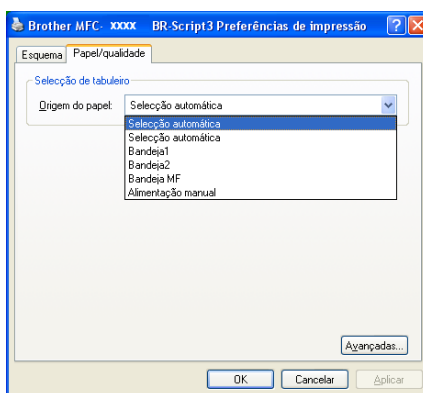 Brother MFC- xxxx BR-Script3 Preferências de impressão
Esquema Papel/qualidade
Selecção de tabuleiro
Origem do papel: Selecção automática
Selecção automática
Selecção automática
Bandeja1
Bandeja2
Bandeja MF
Alimentação manual
Avançadas...
OK Cancelar Aplicar